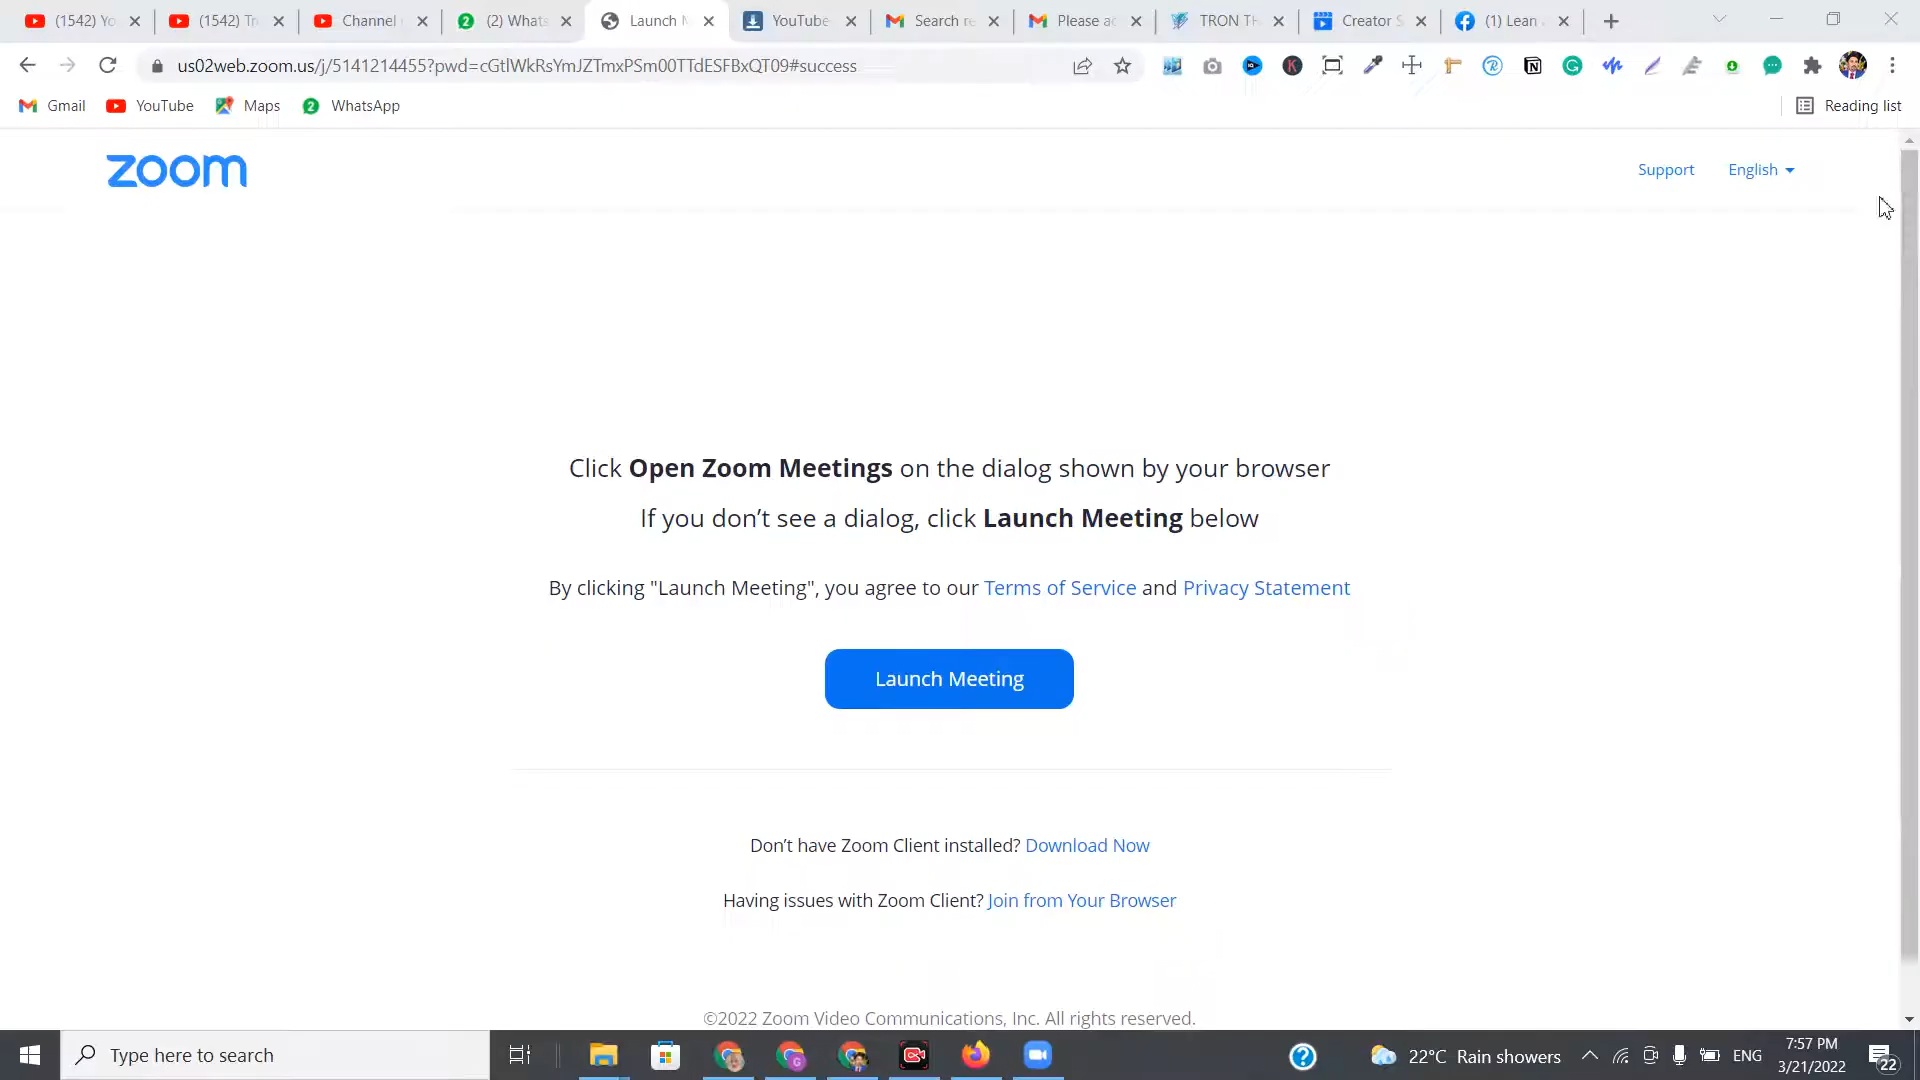 (1542) Yo
(1542) Tr
Channel
(2) Whats
Launch M
YouTube
Search re
Please ac
TRON TH
Creator S
(1) Lean
us02web.zoom.us/j/5141214455?pwd=cGtlWkRsYmJZTmxPSm00TTdESFBxQT09#success
Gmail
YouTube
Maps
WhatsApp
Reading list
zoom
Support
English
Click Open Zoom Meetings on the dialog shown by your browser
If you don’t see a dialog, click Launch Meeting below
By clicking "Launch Meeting", you agree to our Terms of Service and Privacy Statement
Launch Meeting
Don’t have Zoom Client installed? Download Now
Having issues with Zoom Client? Join from Your Browser
©2022 Zoom Video Communications, Inc. All rights reserved.
Type here to search
22°C Rain showers
ENG
7:57 PM
3/21/2022
22